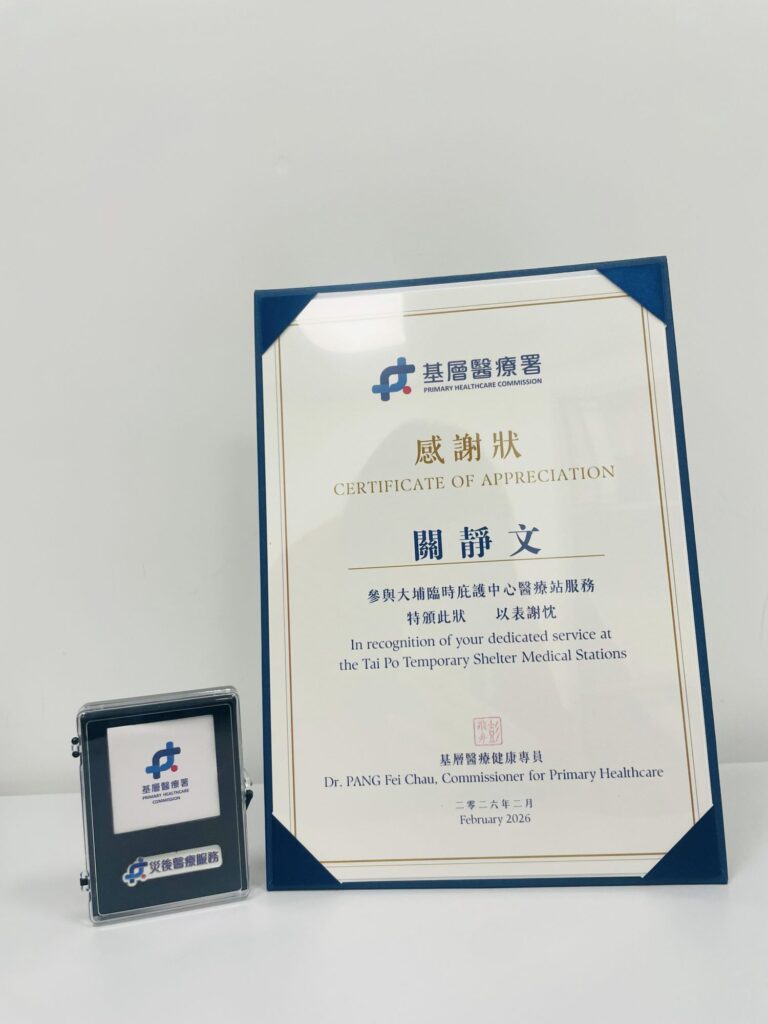 基層醫療署
PRIMARY HEALTHCARE COMMISSION
感謝狀
CERTIFICATE OF APPRECIATION
關靜文
參與大埔臨時庇護中心醫療站服務
特頒此狀 以表謝忱
In recognition of your dedicated service at
the Tai Po Temporary Shelter Medical Stations
基層醫療健康專員
Dr. PANG Fei Chau, Commissioner for Primary Healthcare
二零二六年二月
February 2026
基層醫療署
PRIMARY HEALTHCARE
COMMISSION
災後醫療服務